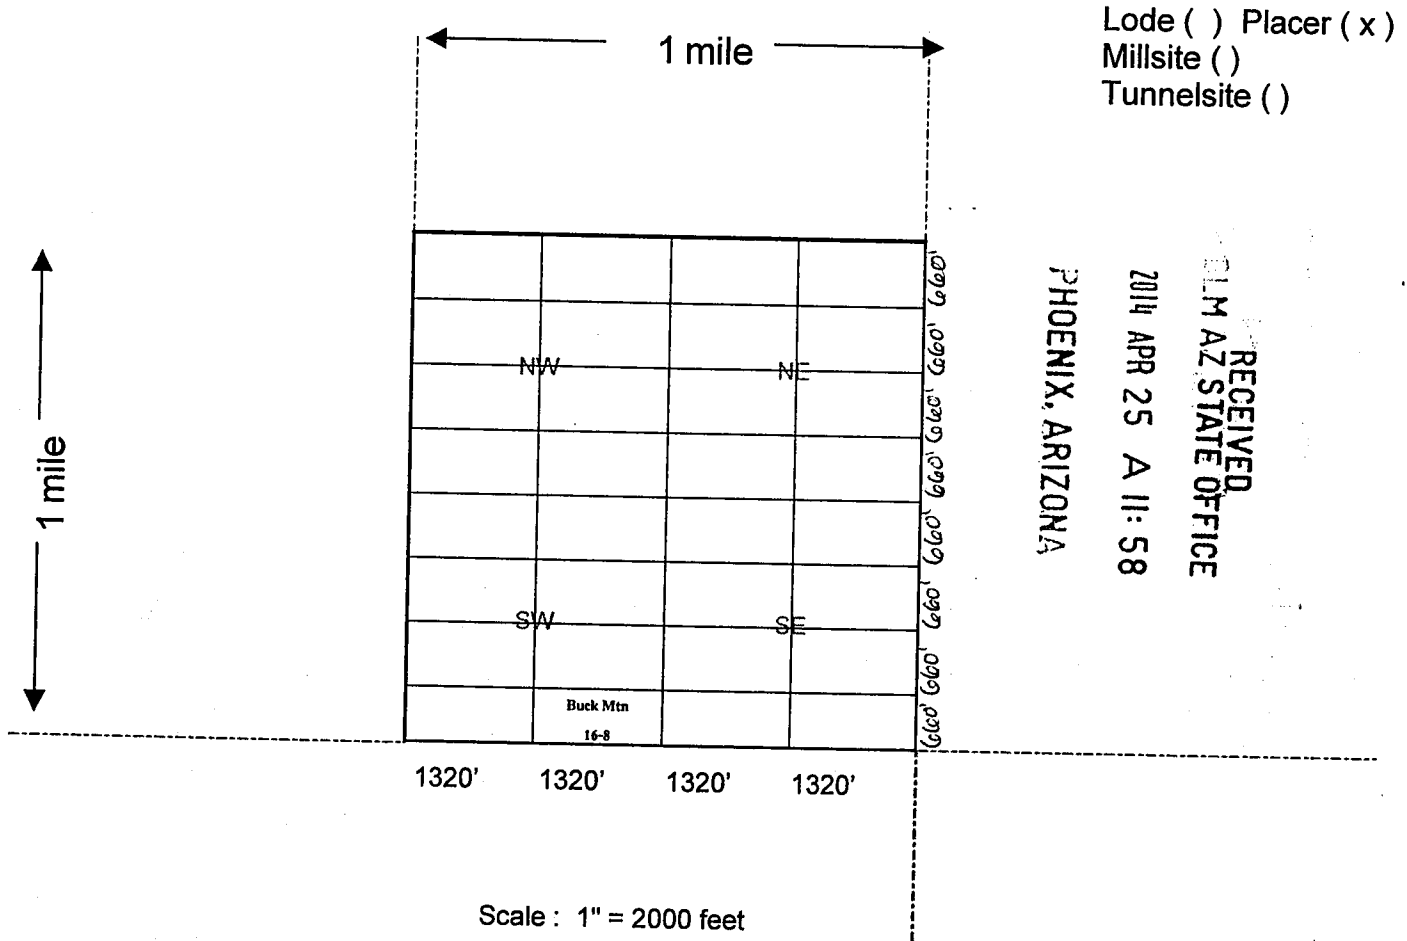 Lode ( ) Placer ( x )
Millsite ( )
Tunnelsite ( )
1 mile
1 mile
660'
660'
660'
660'
660'
660'
660'
660'
NW
NE
SW
SE
Buck Mtn
16-8
1320' 1320' 1320' 1320'
Scale : 1" = 2000 feet
RECEIVED
BLM AZ STATE OFFICE
2014 APR 25 A 11: 58
PHOENIX, ARIZONA